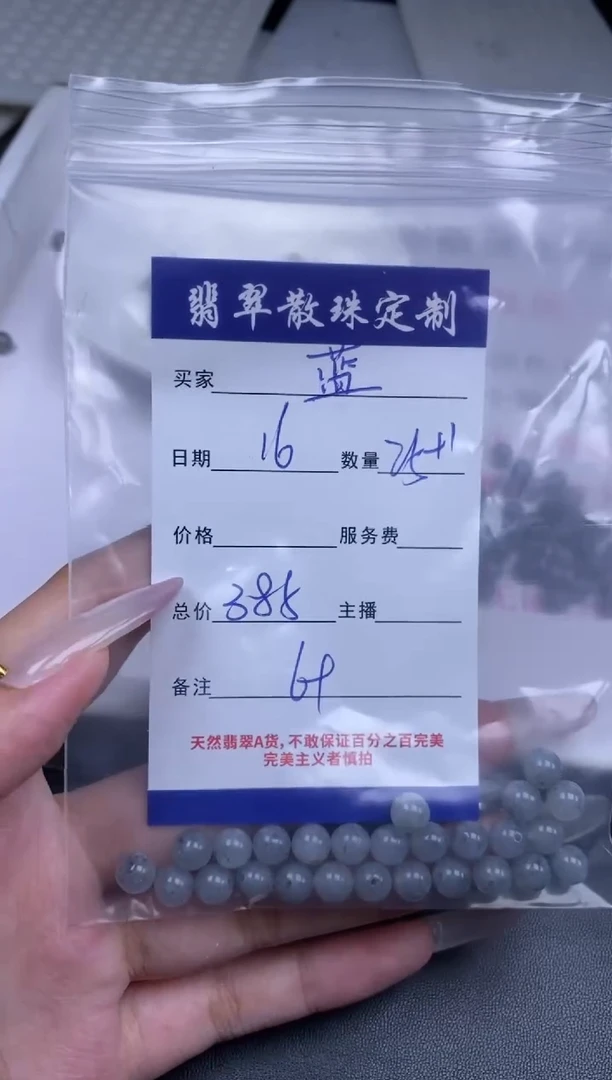 翡翠散珠定制
买家 蓝
日期 16 数量 25+1
价格 服务费
总价 385 主播
备注
天然翡翠A货，不敢保证百分之百完美
完美主义者慎拍